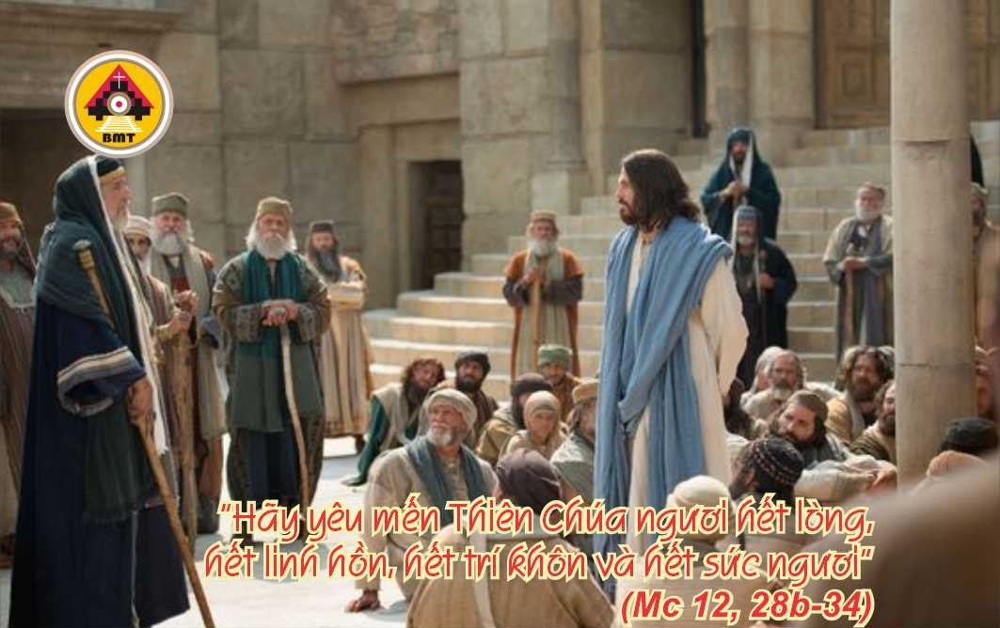 BMT
“Hãy yêu mến Thiên Chúa ngươi hết lòng,
hết linh hồn, hết trí khôn và hết sức ngươi”
(Mc 12, 28b-34)